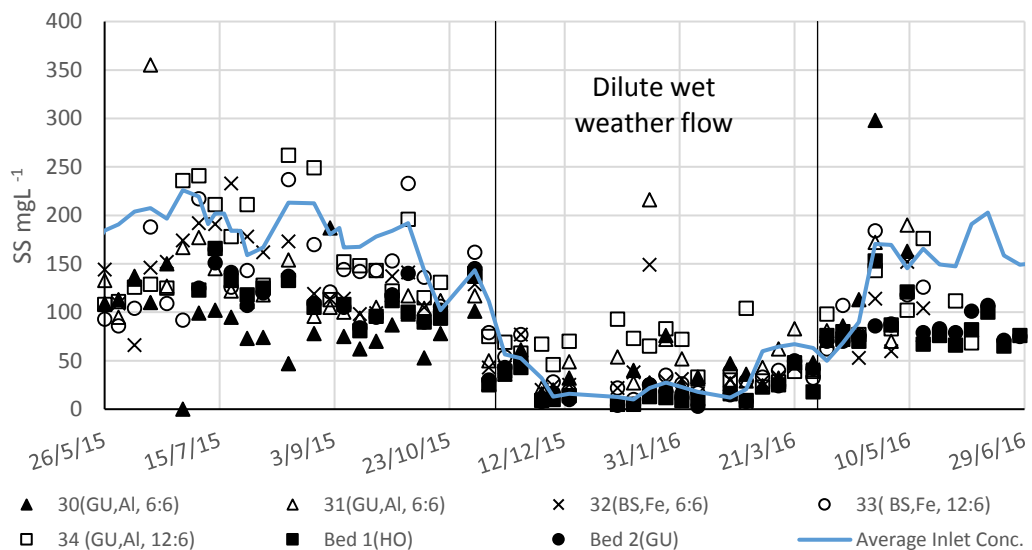 400
350
300
250
200
150
100
50
0
SS mgL -1
Dilute wet
weather flow
26/5/15
15/7/15
3/9/15
23/10/15
12/12/15
31/1/16
21/3/16
10/5/16
29/6/16
30(GU,Al, 6:6)
31(GU,Al, 6:6)
32(BS,Fe, 6:6)
33( BS,Fe, 12:6)
34 (GU,Al, 12:6)
Bed 1(HO)
Bed 2(GU)
Average Inlet Conc.